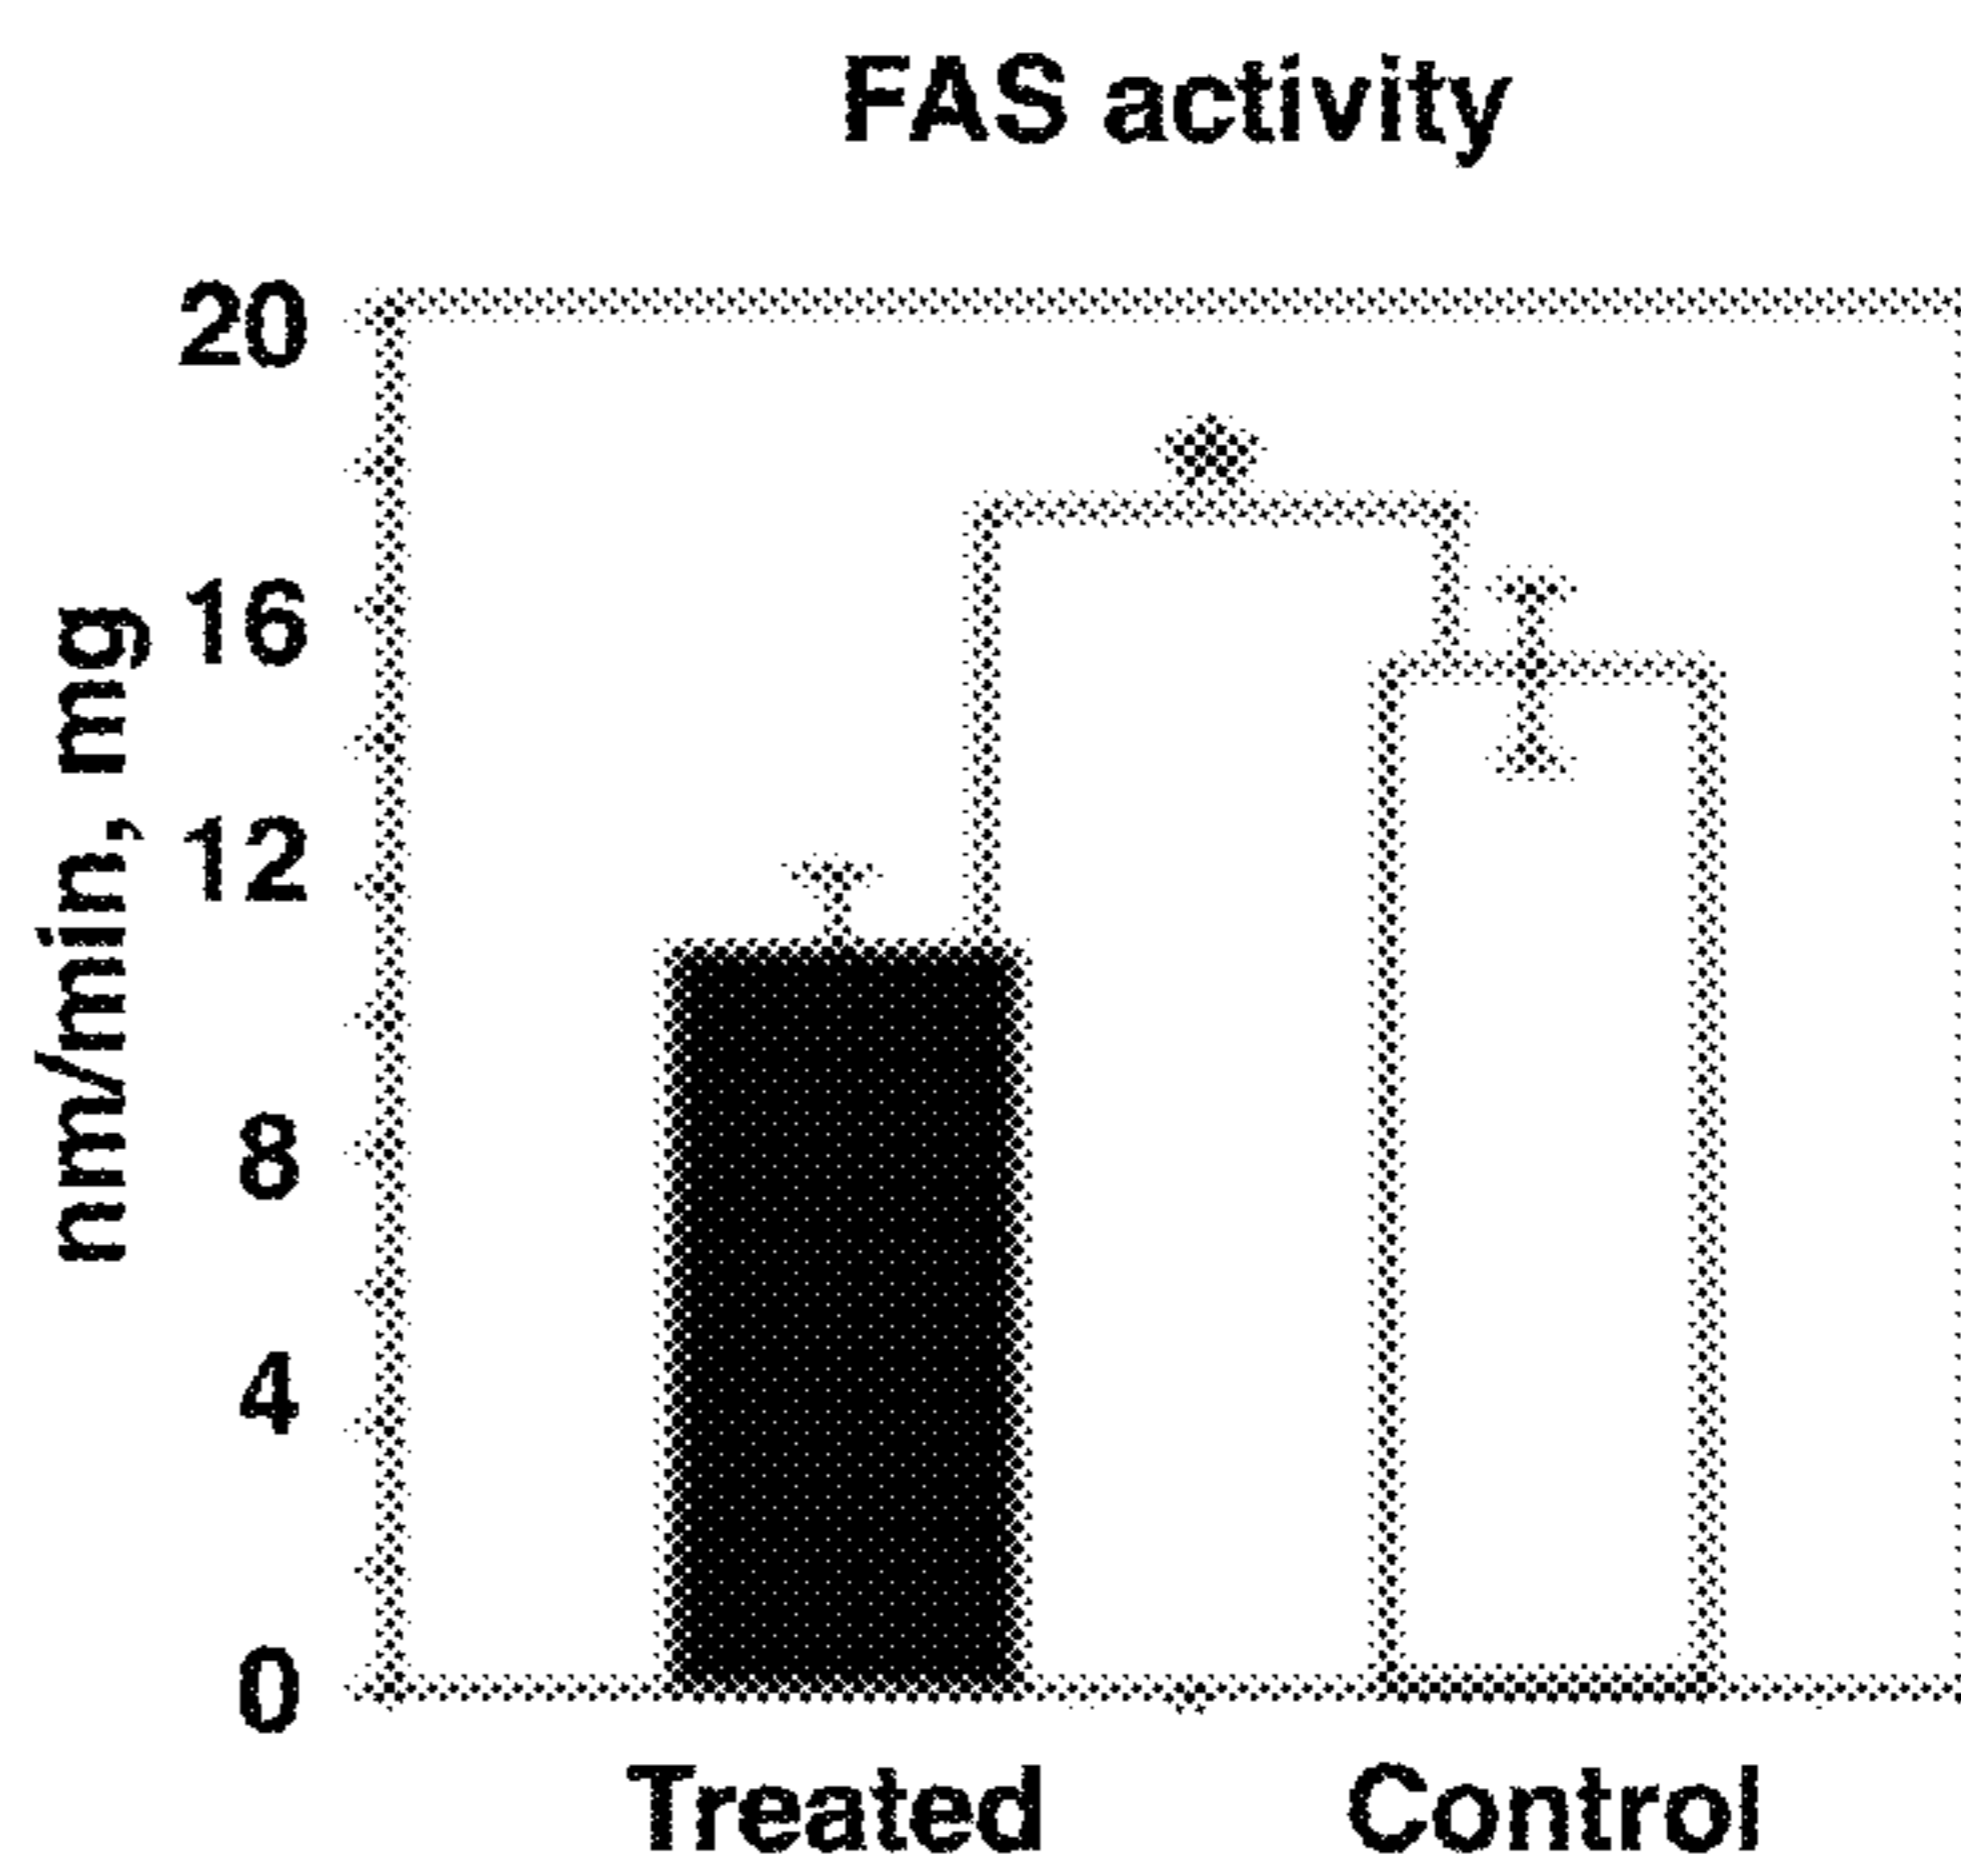 FAS activity
nm/min, mg
20
16
12
8
4
0
Treated
Control